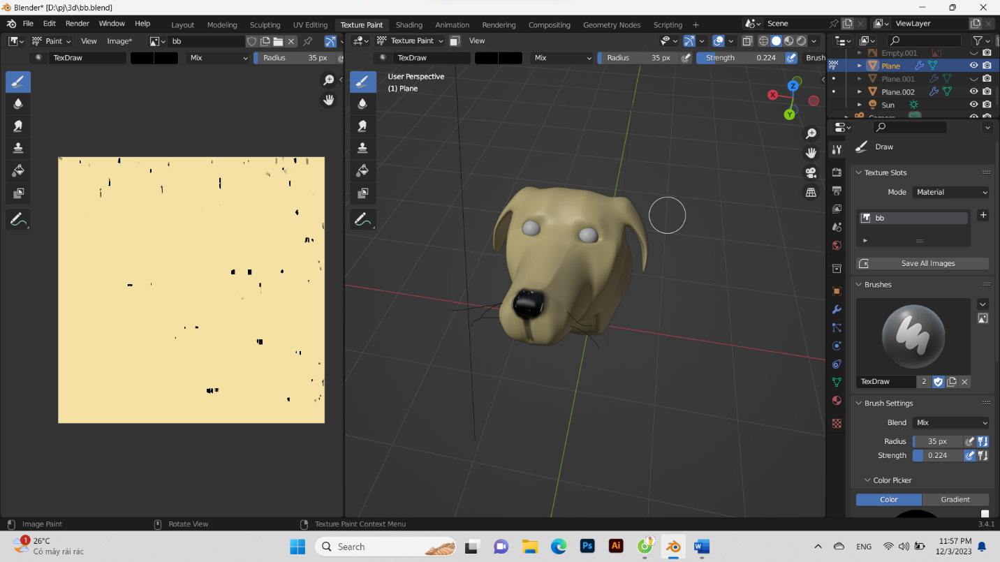 Blender* [D:\pj\3d\bb.blend]
File Edit Render Window Help Layout Modeling Sculpting UV Editing Texture Paint Shading Animation Rendering Compositing Geometry Nodes Scripting + Scene ViewLayer
Paint View Image* bb Texture Paint View
TexDraw Mix Radius 35 px TexDraw Mix Radius 35 px Strength 0.224 Brush
Empty.001
Plane
Plane.001
Plane.002
Sun
User Perspective
(1) Plane
Z
X
Y
Draw
Texture Slots
Mode Material
bb
Save All Images
Brushes
TexDraw 2
Brush Settings
Blend Mix
Radius 35 px
Strength 0.224
Color Picker
Color Gradient
Image Paint Rotate View Texture Paint Context Menu 3.4.1
1 26°C
Có mây rải rác
Search
Ps
Ai
W
ENG
11:57 PM
12/3/2023